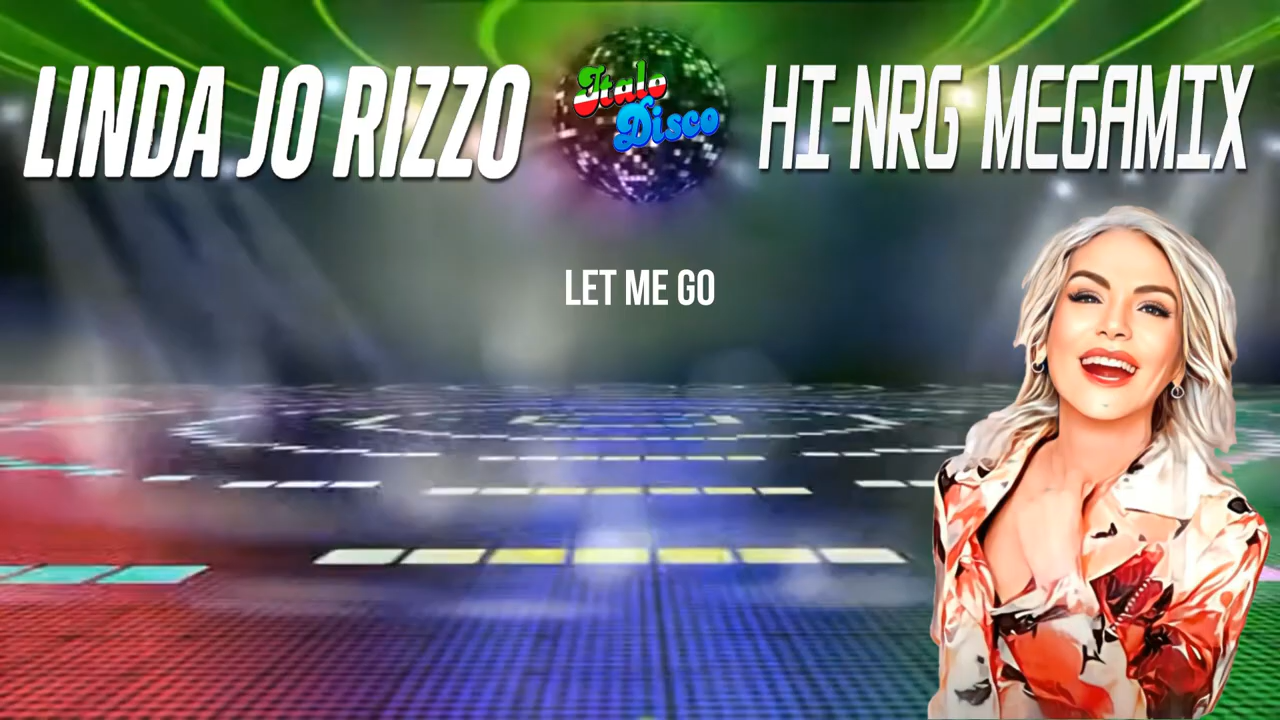 LINDA JO RIZZO
Italo
Disco
HI-NRG MEGAMIX
LET ME GO